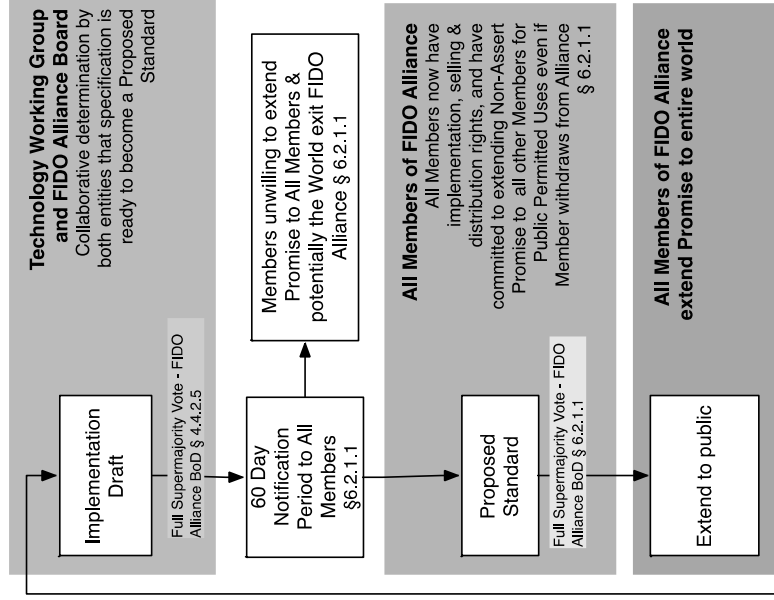 Technology Working Group
and FIDO Alliance Board
Collaborative determination by
both entities that specification is
ready to become a Proposed
Standard
Implementation
Draft
Full Supermajority Vote - FIDO
Alliance BoD § 4.4.2.5
Members unwilling to extend
Promise to All Members &
potentially the World exit FIDO
Alliance § 6.2.1.1
60 Day
Notification
Period to All
Members
§6.2.1.1
All Members of FIDO Alliance
All Members now have
implementation, selling &
distribution rights, and have
committed to extending Non-Assert
Promise to all other Members for
Public Permitted Uses even if
Member withdraws from Alliance
§ 6.2.1.1
Proposed
Standard
Full Supermajority Vote - FIDO
Alliance BoD § 6.2.1.1
All Members of FIDO Alliance
extend Promise to entire world
Extend to public